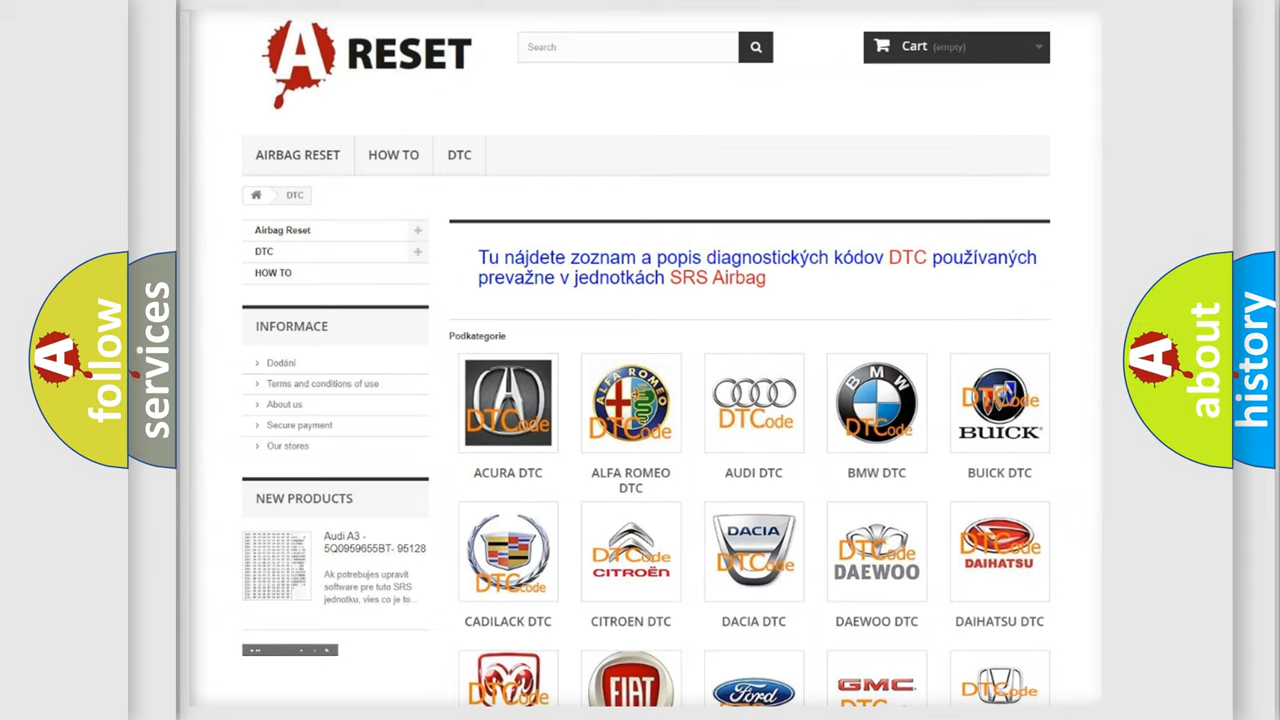 A RESET
Search
Cart (empty)
AIRBAG RESET
HOW TO
DTC
DTC
Airbag Reset
DTC
HOW TO
Tu nájdete zoznam a popis diagnostických kódov DTC používaných
prevažne v jednotkách SRS Airbag
INFORMACE
Dodání
Terms and conditions of use
About us
Secure payment
Our stores
NEW PRODUCTS
Audi A3 -
5Q0959655BT- 95128
Ak potrebujes upravit
software pre tuto SRS
jednotku, vies co je to...
Podkategorie
DTCode
ALFA ROMEO
DTCode
DTCode
BMW
DTCode
DTCode
BUICK
ACURA DTC
ALFA ROMEO
DTC
AUDI DTC
BMW DTC
BUICK DTC
DTCode
DTCode
CITROËN
DACIA
DTCode
DTCode
DAEWOO
DTCode
DAIHATSU
CADILACK DTC
CITROEN DTC
DACIA DTC
DAEWOO DTC
DAIHATSU DTC
DTCode
FIAT
Ford
GMC
DTCode
A follow
services
A about
history